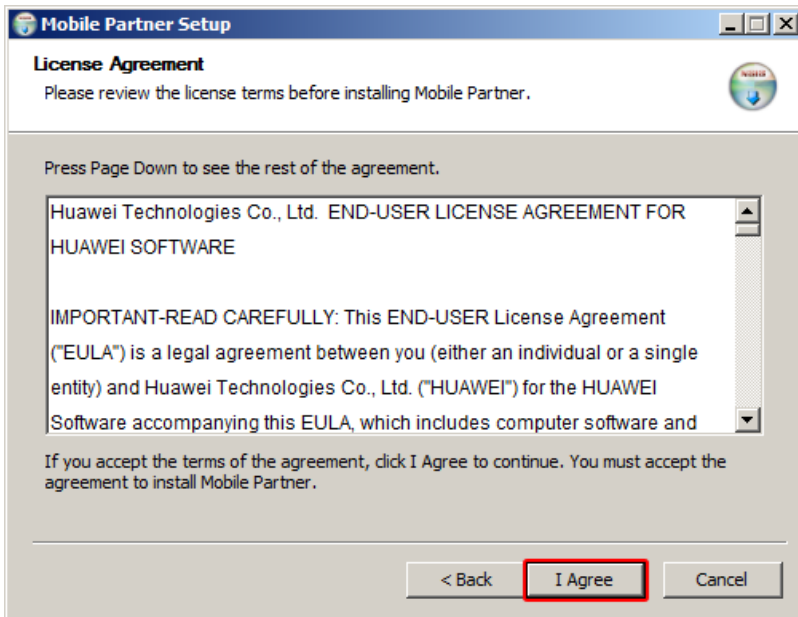 Mobile Partner Setup
License Agreement
Please review the license terms before installing Mobile Partner.
Press Page Down to see the rest of the agreement.
Huawei Technologies Co., Ltd.  END-USER LICENSE AGREEMENT FOR
HUAWEI SOFTWARE
IMPORTANT-READ CAREFULLY: This END-USER License Agreement
("EULA") is a legal agreement between you (either an individual or a single
entity) and Huawei Technologies Co., Ltd. ("HUAWEI") for the HUAWEI
Software accompanying this EULA, which includes computer software and
If you accept the terms of the agreement, click I Agree to continue. You must accept the
agreement to install Mobile Partner.
< Back
I Agree
Cancel